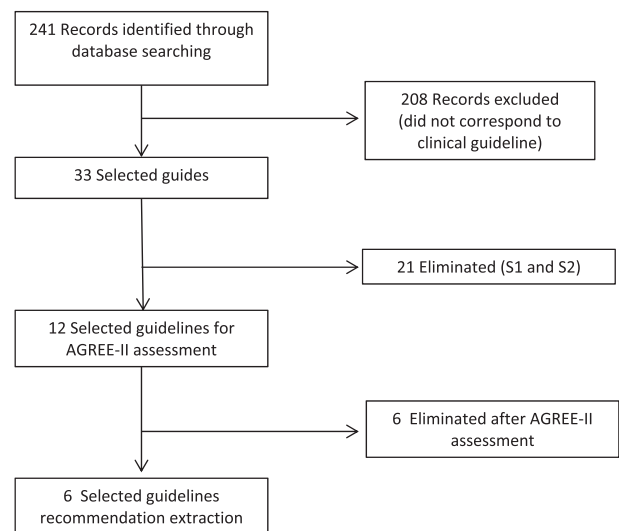 241 Records identified through
database searching
208 Records excluded
(did not correspond to
clinical guideline)
33 Selected guides
21 Eliminated (S1 and S2)
12 Selected guidelines for
AGREE-II assessment
6 Eliminated after AGREE-II
assessment
6 Selected guidelines
recommendation extraction